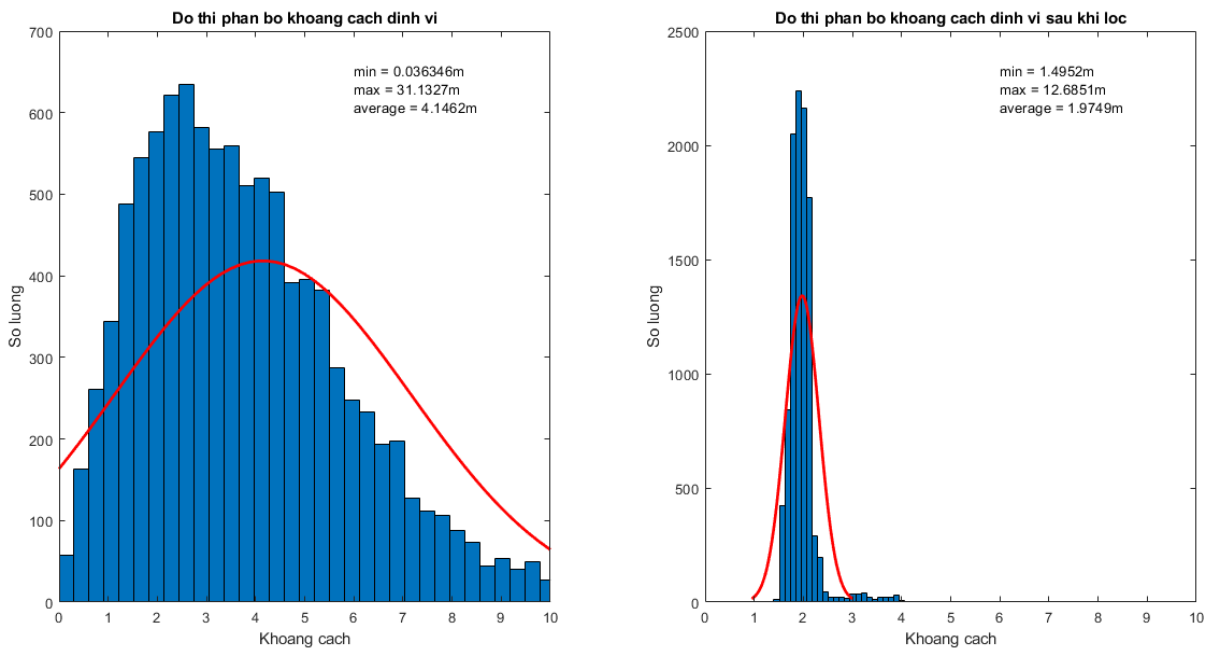 Do thi phan bo khoang cach dinh vi
min = 0.036346m
max = 31.1327m
average = 4.1462m
700
600
500
400
300
200
100
0
So luong
0 1 2 3 4 5 6 7 8 9 10
Khoang cach
Do thi phan bo khoang cach dinh vi sau khi loc
min = 1.4952m
max = 12.6851m
average = 1.9749m
2500
2000
1500
1000
500
0
So luong
0 1 2 3 4 5 6 7 8 9 10
Khoang cach